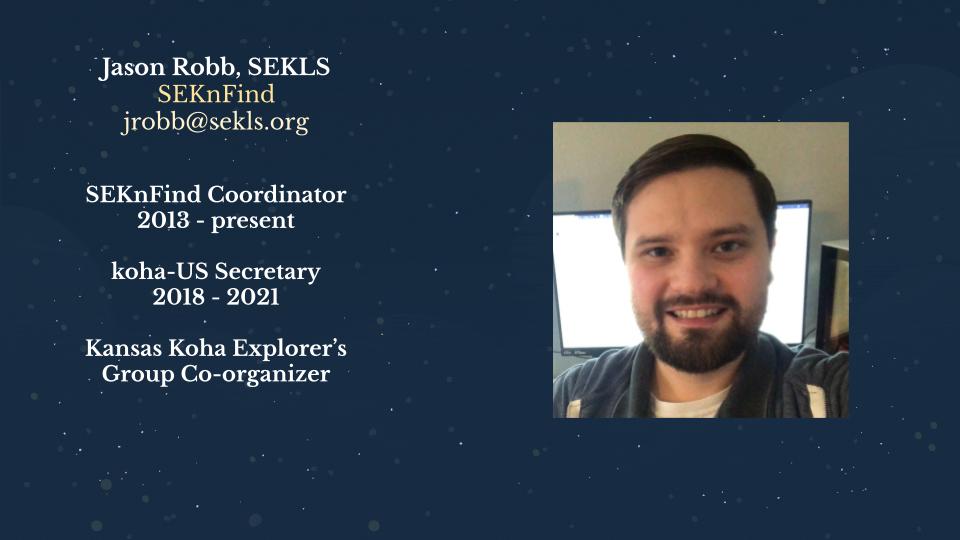 Jason Robb, SEKLS
SEKnFind
jrobb@sekls.org
SEKnFind Coordinator
2013 - present
koha-US Secretary
2018 - 2021
Kansas Koha Explorer’s
Group Co-organizer